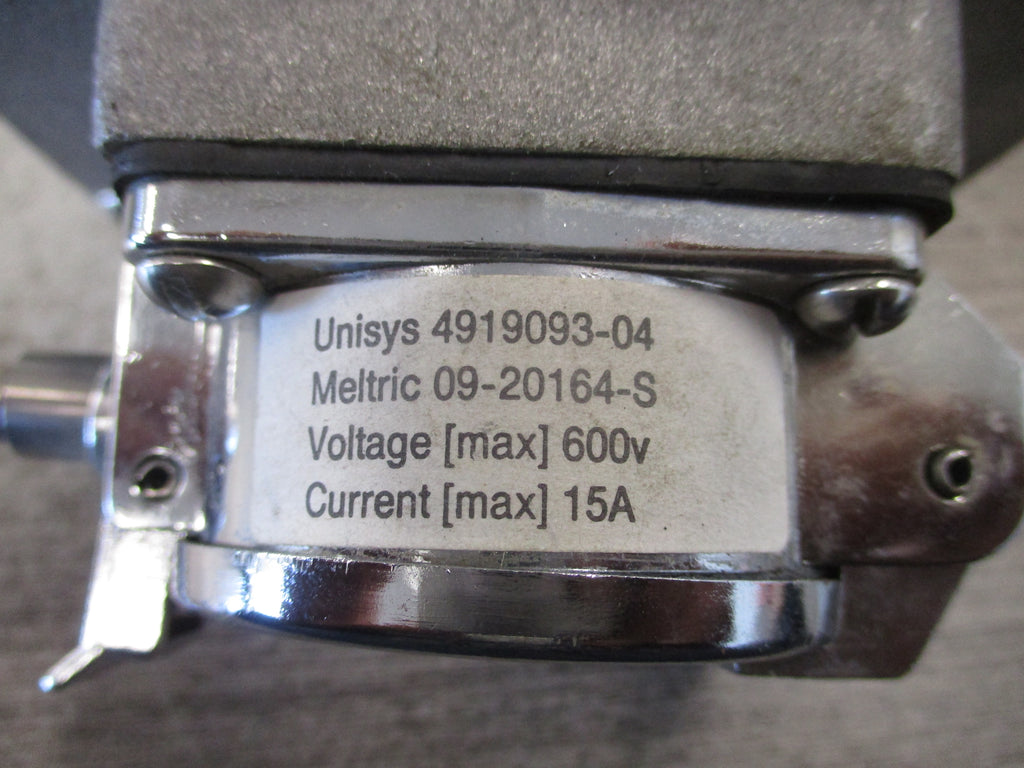 Unisys 4919093-04
Meltric 09-20164-S
Voltage [max] 600v
Current [max] 15A